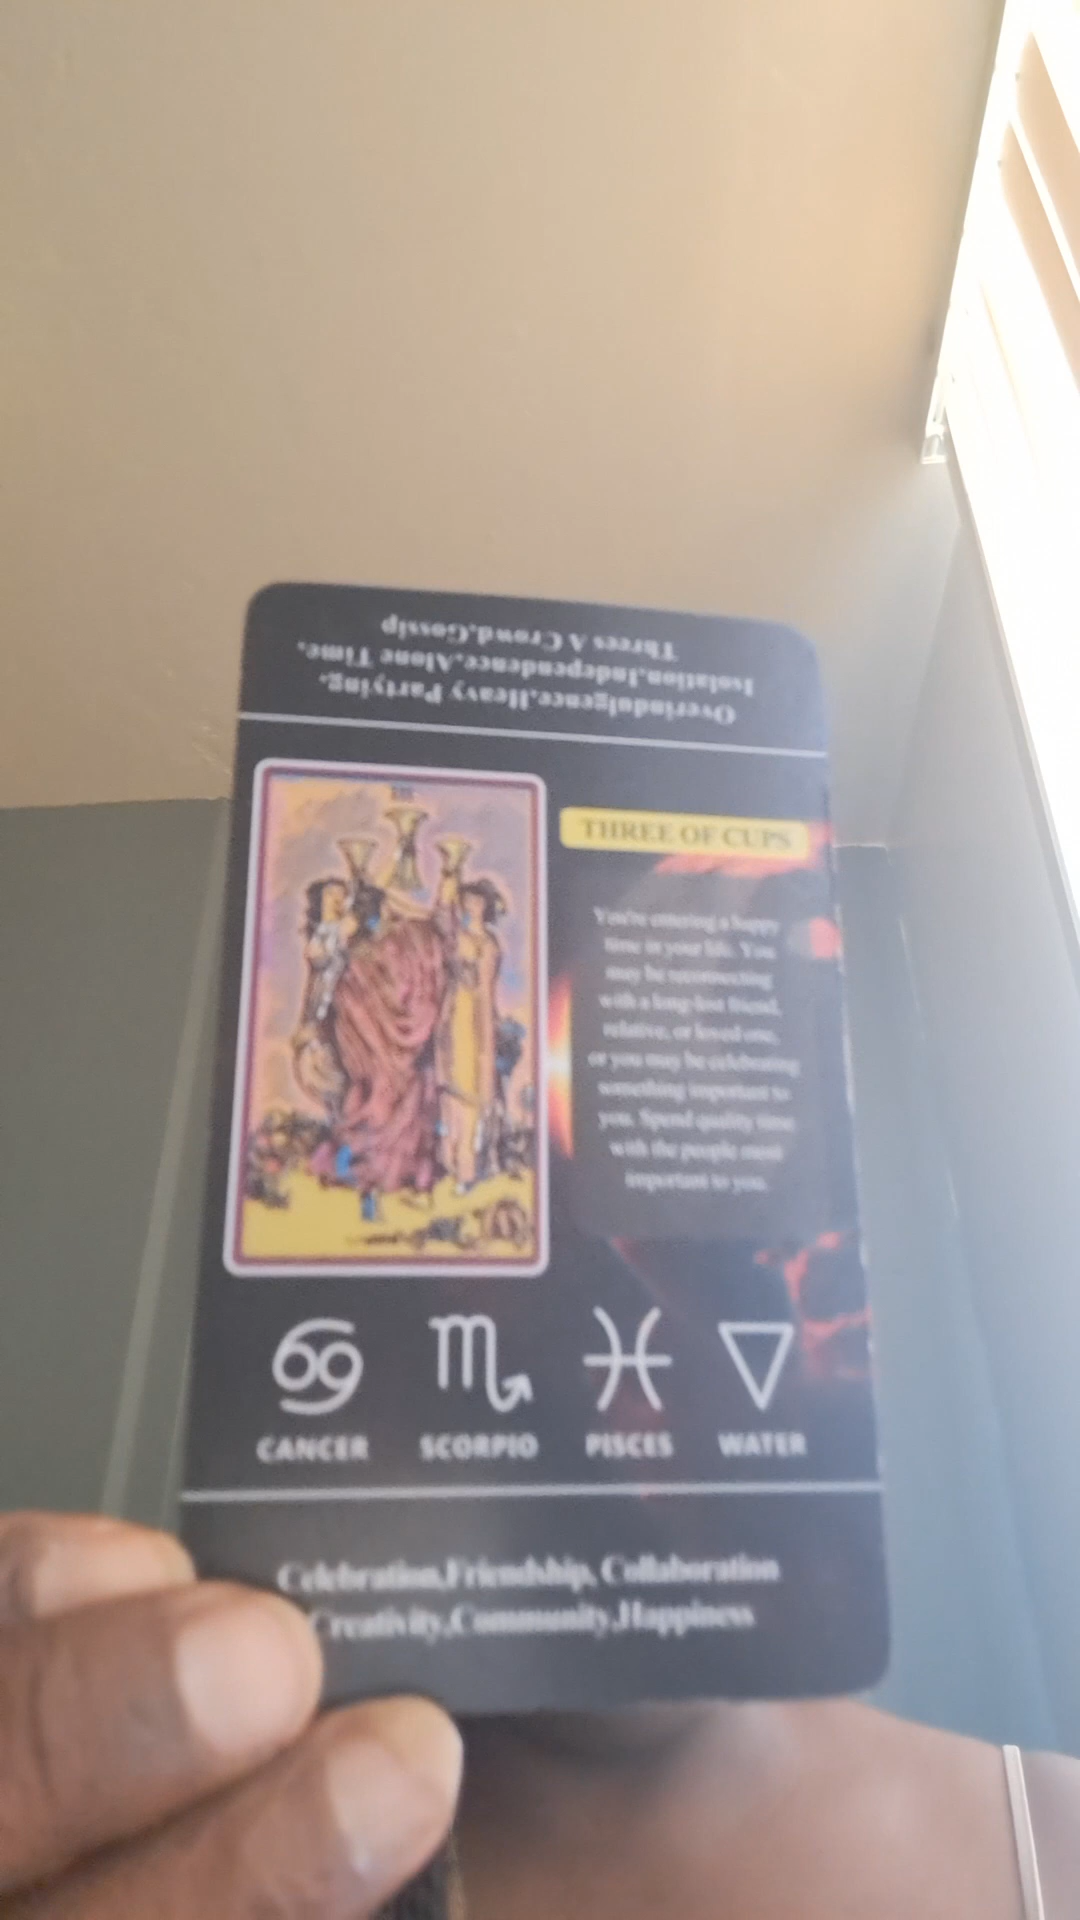 Overindulgence,Heavy Partying,
Isolation,Independence,Alone Time,
Threes A Crowd,Gossip
III
THREE OF CUPS
You're entering a happy
time in your life. You
may be reconnecting
with a long-lost friend,
relative, or loved one,
or you may be celebrating
something important to
you. Spend quality time
with the people most
important to you.
CANCER SCORPIO PISCES WATER
Celebration,Friendship, Collaboration
Creativity,Community,Happiness